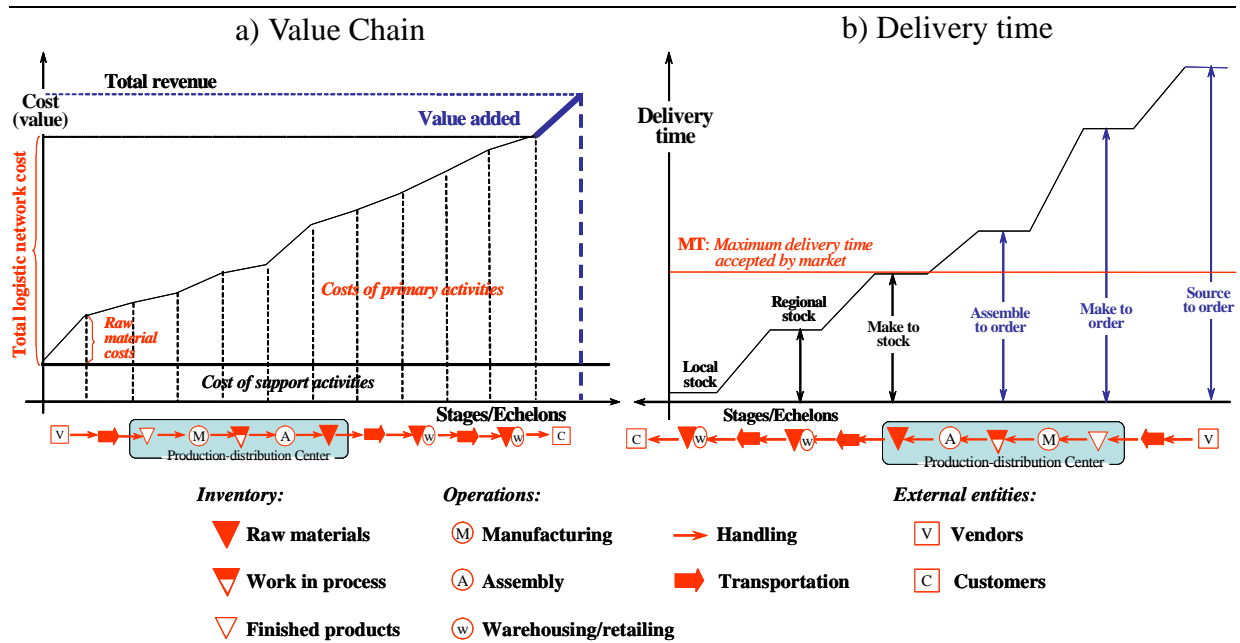 a) Value Chain
Total revenue
Cost
(value)
Value added
Total logistic network cost
Costs of primary activities
Raw
material
costs
Cost of support activities
Stages/Echelons
V
M
A
W
W
C
Production-distribution Center
b) Delivery time
Delivery
time
MT: Maximum delivery time
accepted by market
Local
stock
Regional
stock
Make to
stock
Assemble
to order
Make to
order
Source
to order
Stages/Echelons
C
W
W
A
M
V
Production-distribution Center
Inventory:
Raw materials
Work in process
Finished products
Operations:
M Manufacturing
A Assembly
W Warehousing/retailing
Handling
Transportation
External entities:
V Vendors
C Customers